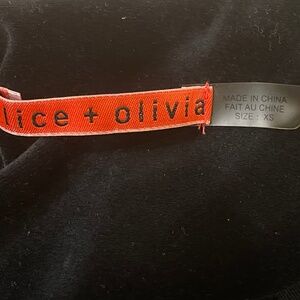 lice + olivia
MADE IN CHINA
FAIT AU CHINE
SIZE : XS